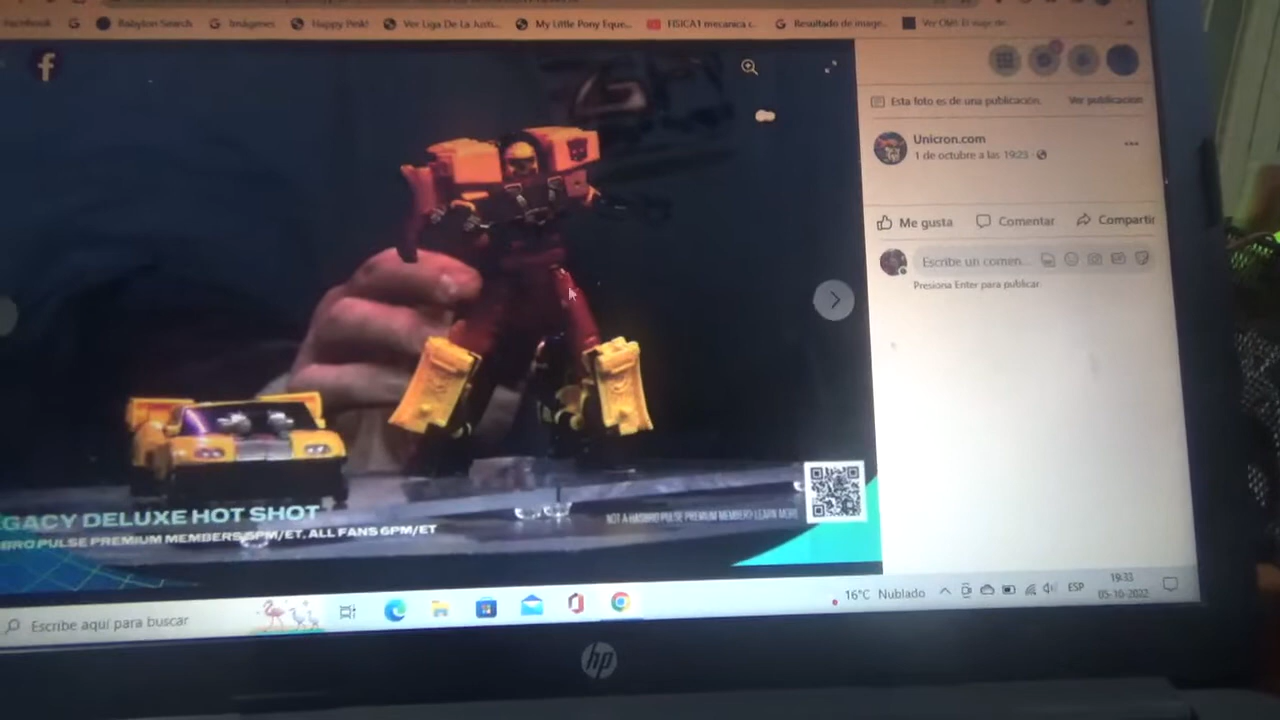 Facebook
Babylon Search
Imágenes
Happy Peski
Ver Liga De La Justi...
My Little Pony Eque...
FISICA1 mecanica c...
Resultado de image...
Esta foto es de una publicación.
Ver publicación
Unicron.com
1 de octubre a las 19:23
Me gusta
Comentar
Compartir
Escribe un comen...
Presiona Enter para publicar.
GACY DELUXE HOT SHOT
BRO PULSE PREMIUM MEMBERS 5PM/ET, ALL FANS 6PM/ET
NOT A HASBRO PULSE PREMIUM MEMBER? LEARN MORE
Escribe aquí para buscar
16°C Nublado
ESP
19:33
05-10-2022
hp